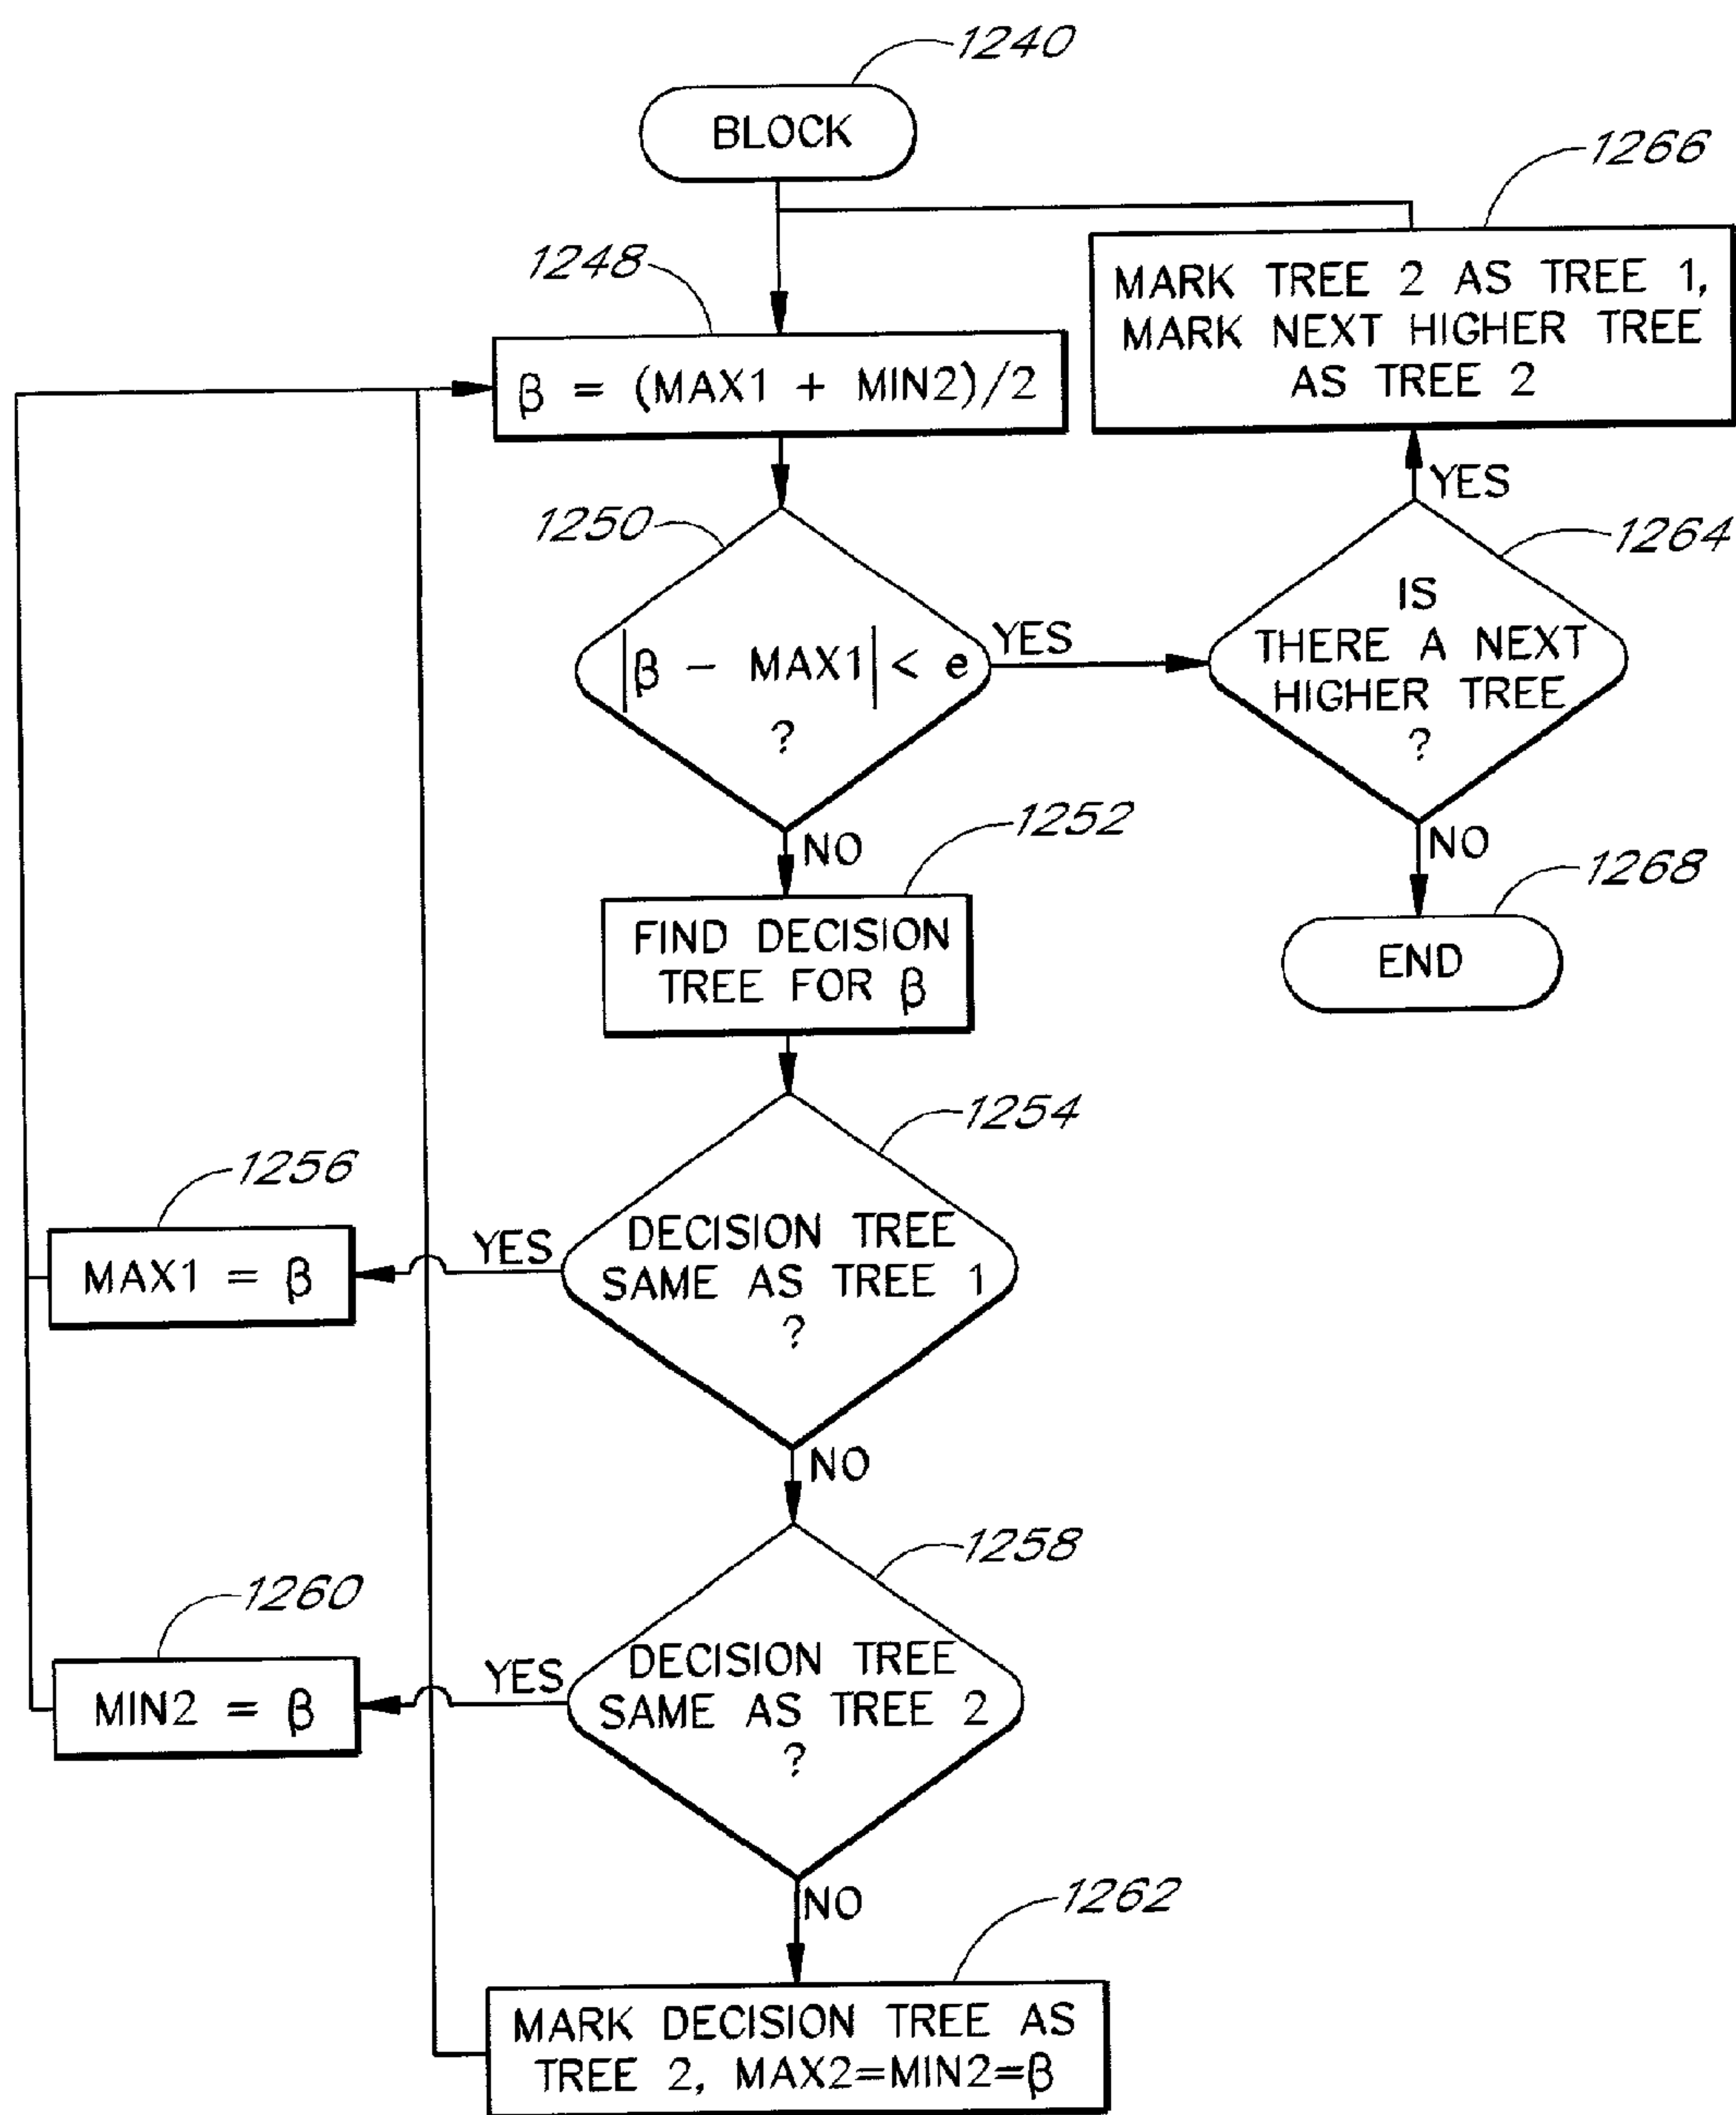 1240
BLOCK
1266
MARK TREE 2 AS TREE 1,
MARK NEXT HIGHER TREE
AS TREE 2
1248
β = (MAX1 + MIN2)/2
YES
1250
|β - MAX1| < e
?
YES
1264
IS
THERE A NEXT
HIGHER TREE
?
NO
1252
NO
1268
FIND DECISION
TREE FOR β
END
1254
DECISION TREE
SAME AS TREE 1
?
YES
1256
MAX1 = β
NO
1258
DECISION TREE
SAME AS TREE 2
?
YES
1260
MIN2 = β
NO
1262
MARK DECISION TREE AS
TREE 2, MAX2=MIN2=β